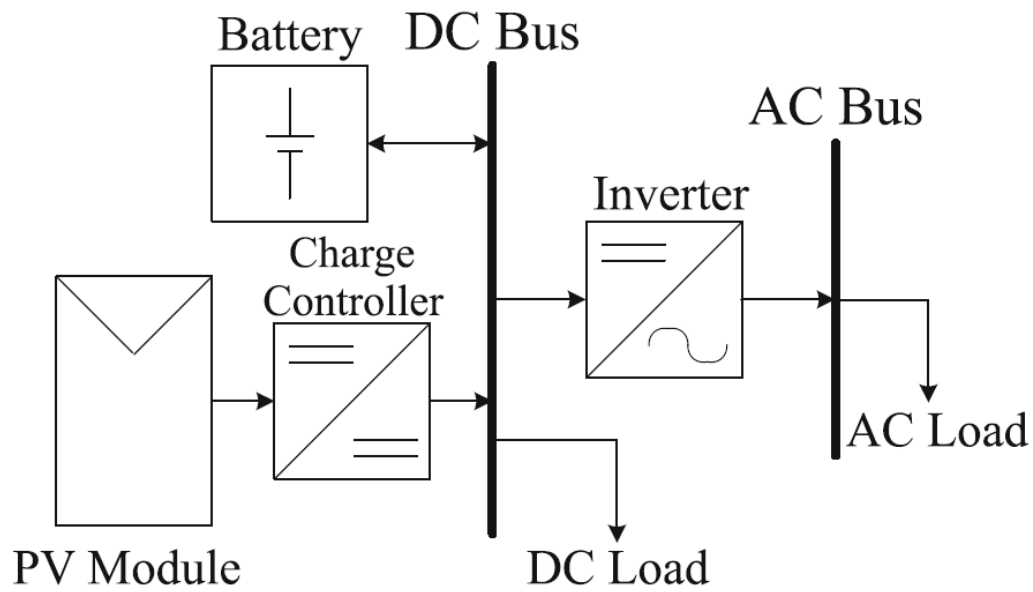 Battery
DC Bus
AC Bus
Inverter
Charge
Controller
AC Load
PV Module
DC Load